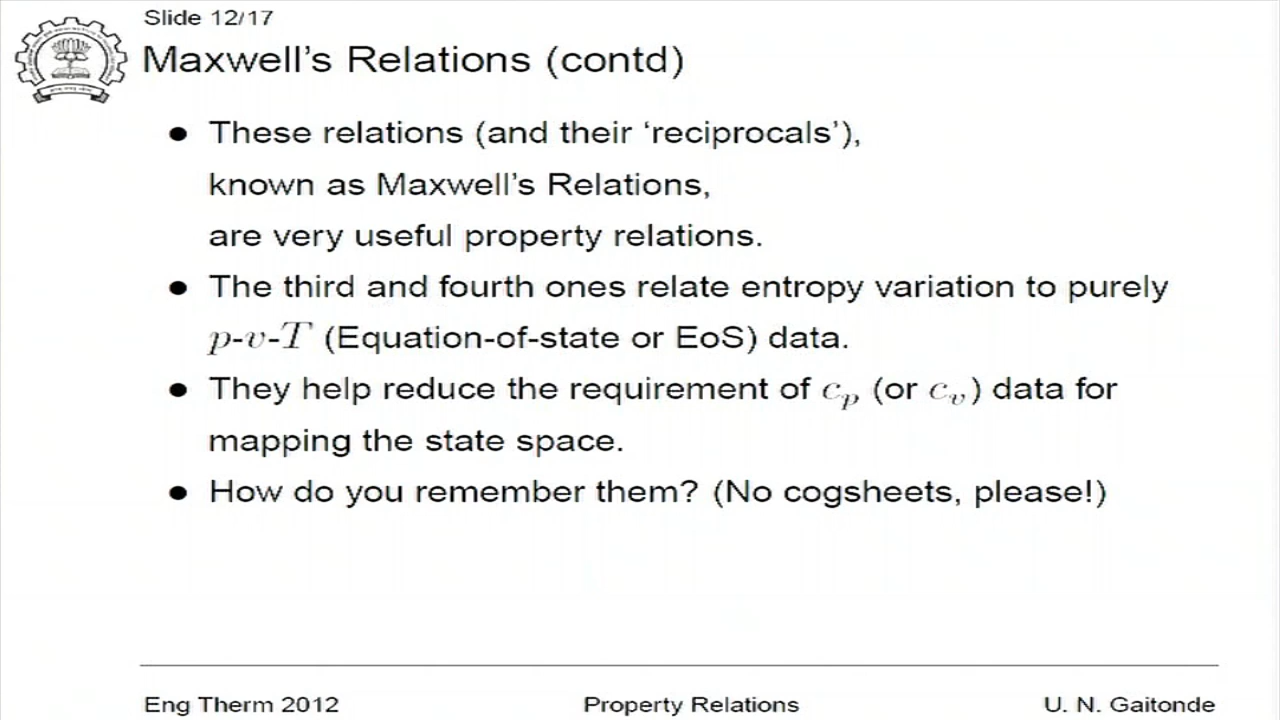 Slide 12/17
Maxwell's Relations (contd)
● These relations (and their ‘reciprocals’),
known as Maxwell's Relations,
are very useful property relations.
● The third and fourth ones relate entropy variation to purely
p-v-T (Equation-of-state or EoS) data.
● They help reduce the requirement of c_p (or c_v) data for
mapping the state space.
● How do you remember them? (No cogsheets, please!)
Eng Therm 2012 Property Relations U. N. Gaitonde